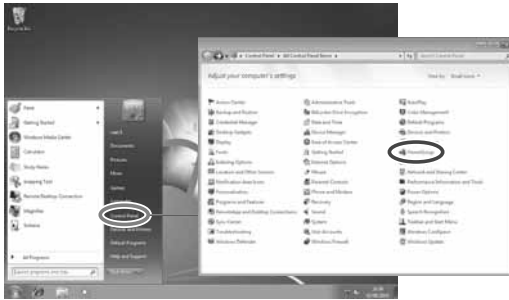 Recycle Bin
Paint
Getting Started
Windows Media Center
Calculator
Sticky Notes
Snipping Tool
Remote Desktop Connection
Magnifier
Solitaire
All Programs
Search programs and files
Documents
Pictures
Music
Games
Control Panel
Devices and Printers
Default Programs
Help and Support
Control Panel ▸ All Control Panel Items ▸
Search Control Panel
Adjust your computer's settings
View by: Small icons
Action Center
Administrative Tools
AutoPlay
Backup and Restore
BitLocker Drive Encryption
Color Management
Credential Manager
Date and Time
Default Programs
Desktop Gadgets
Device Manager
Devices and Printers
Display
Ease of Access Center
Fonts
Getting Started
HomeGroup
Indexing Options
Internet Options
Location and Other Sensors
Mouse
Network and Sharing Center
Notification Area Icons
Parental Controls
Performance Information and Tools
Personalization
Phone and Modem
Power Options
Programs and Features
Recovery
Region and Language
RemoteApp and Desktop Connections
Sound
Speech Recognition
Sync Center
System
Taskbar and Start Menu
Troubleshooting
User Accounts
Windows CardSpace
Windows Defender
Windows Firewall
Windows Update